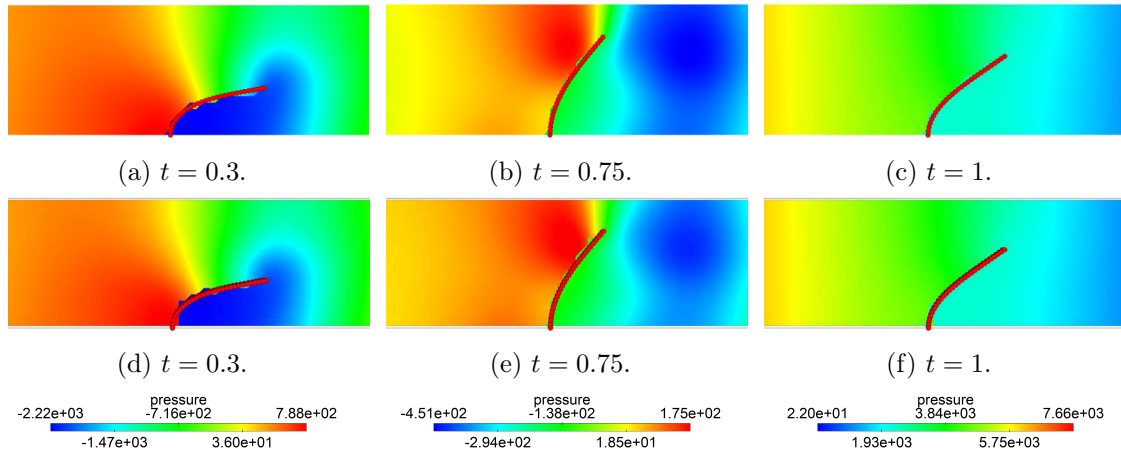 (a) t = 0.3.
(b) t = 0.75.
(c) t = 1.
(d) t = 0.3.
(e) t = 0.75.
(f) t = 1.
pressure
-2.22e+03 -7.16e+02 7.88e+02
-1.47e+03 3.60e+01
pressure
-4.51e+02 -1.38e+02 1.75e+02
-2.94e+02 1.85e+01
pressure
2.20e+01 3.84e+03 7.66e+03
1.93e+03 5.75e+03